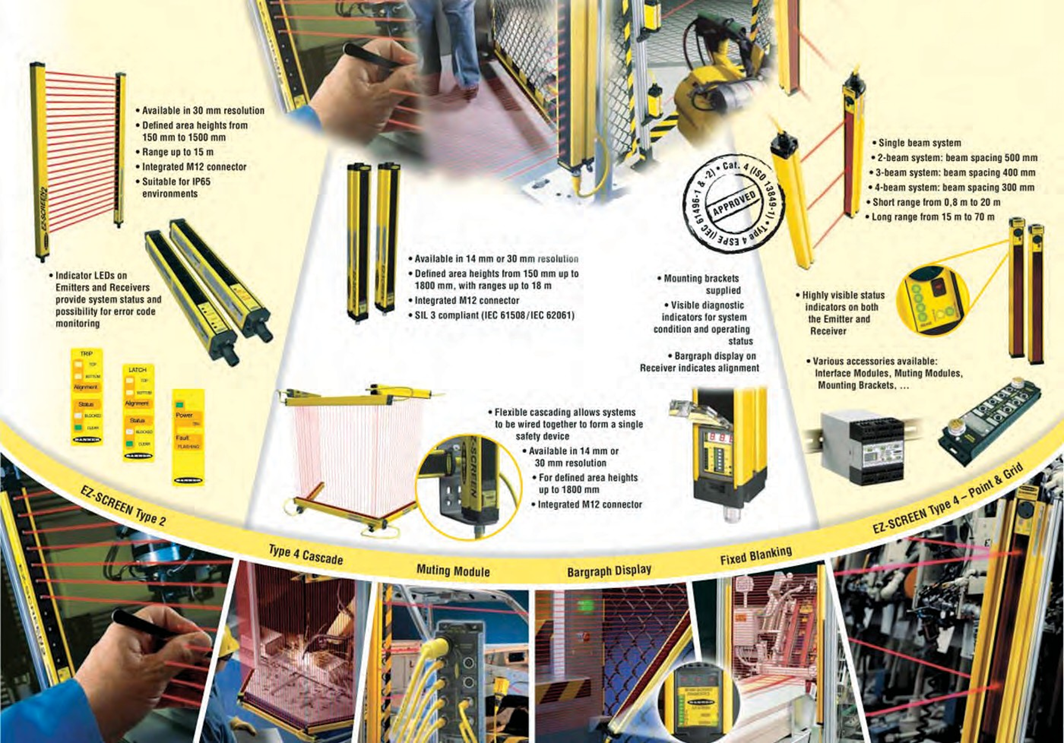 • Available in 30 mm resolution
• Defined area heights from
150 mm to 1500 mm
• Range up to 15 m
• Integrated M12 connector
• Suitable for IP65
environments
EZ-SCREEN2
• Indicator LEDs on
Emitters and Receivers
provide system status and
possibility for error code
monitoring
TRIP
TOP
BOTTOM
Alignment
Status
BLOCKED
CLEAR
BANNER
LATCH
TOP
BOTTOM
Alignment
Status
BLOCKED
CLEAR
BANNER
Power
ON
Fault
FLASHING
BANNER
• Available in 14 mm or 30 mm resolution
• Defined area heights from 150 mm up to
1800 mm, with ranges up to 18 m
• Integrated M12 connector
• SIL 3 compliant (IEC 61508/IEC 62061)
• Flexible cascading allows systems
to be wired together to form a single
safety device
• Available in 14 mm or
30 mm resolution
• For defined area heights
up to 1800 mm
• Integrated M12 connector
EZ-SCREEN
• Cat. 4 (ISO 13849-1) • Type 4 ESPE (IEC 61496-1 & -2)
APPROVED
• Mounting brackets
supplied
• Visible diagnostic
indicators for system
condition and operating
status
• Bargraph display on
Receiver indicates alignment
• Single beam system
• 2-beam system: beam spacing 500 mm
• 3-beam system: beam spacing 400 mm
• 4-beam system: beam spacing 300 mm
• Short range from 0,8 m to 20 m
• Long range from 15 m to 70 m
• Highly visible status
indicators on both
the Emitter and
Receiver
• Various accessories available:
Interface Modules, Muting Modules,
Mounting Brackets, …
EZ-SCREEN Type 2
Type 4 Cascade
Muting Module
Bargraph Display
Fixed Blanking
EZ-SCREEN Type 4 – Point & Grid
BANNER